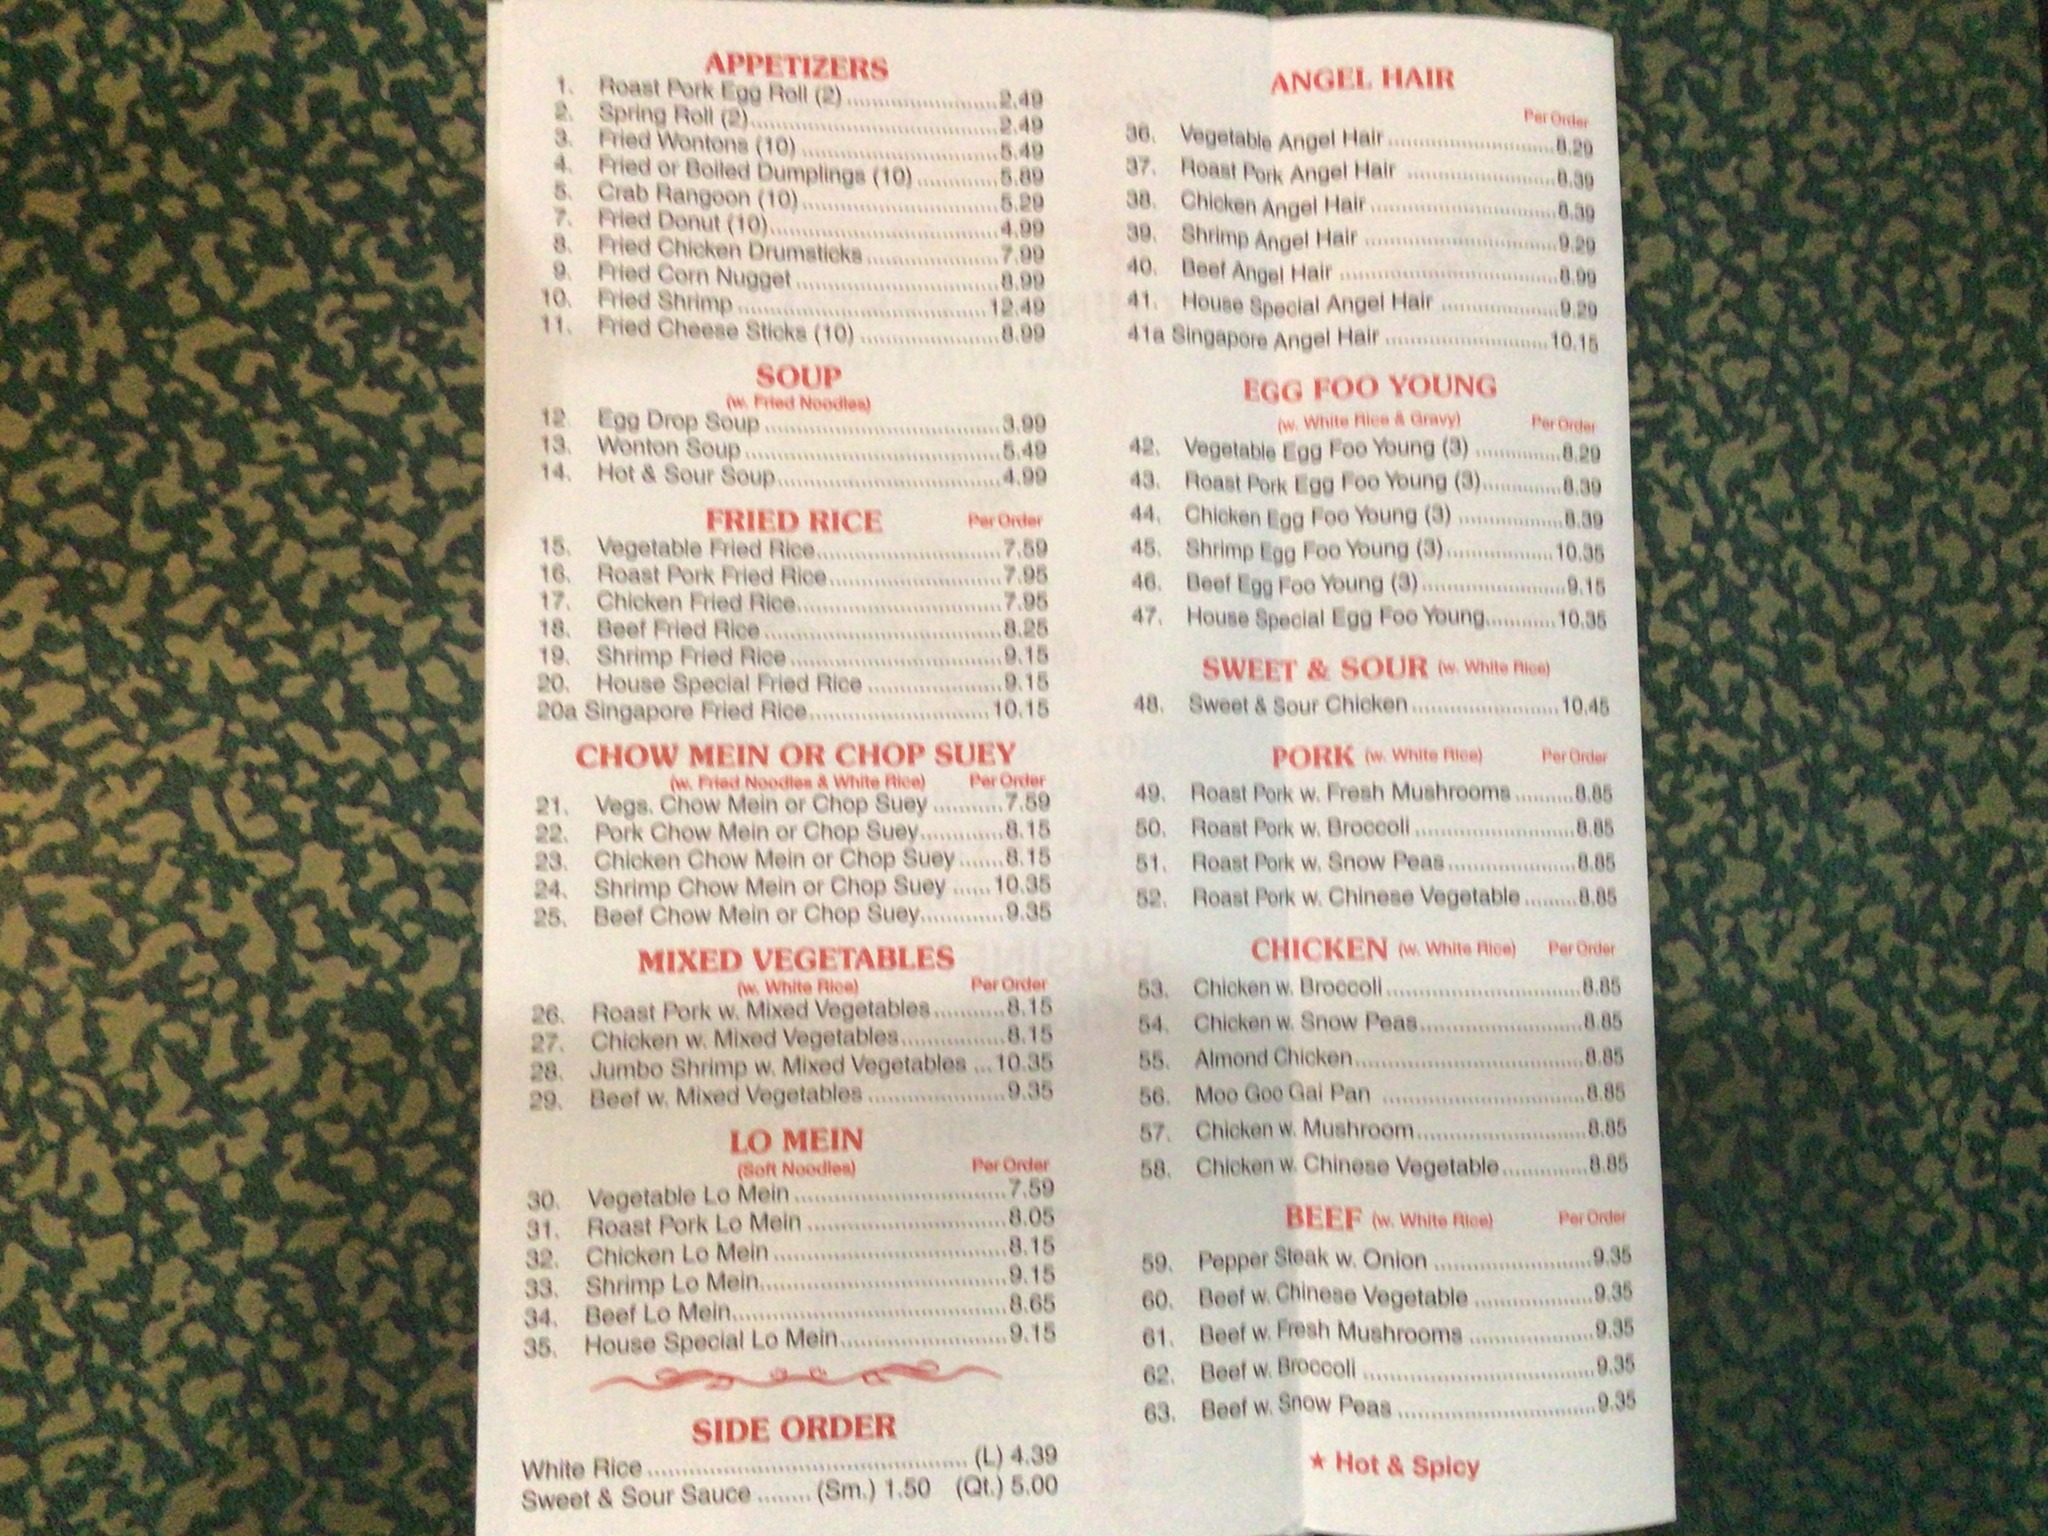 APPETIZERS
1. Roast Pork Egg Roll (2)........................2.49
2. Spring Roll (2).......................................2.49
3. Fried Wontons (10) ...............................5.49
4. Fried or Boiled Dumplings (10) .............5.89
5. Crab Rangoon (10) ...............................5.29
7. Fried Donut (10).....................................4.99
8. Fried Chicken Drumsticks .....................7.99
9. Fried Corn Nugget ................................8.99
10. Fried Shrimp .......................................12.49
11. Fried Cheese Sticks (10) ......................8.99
SOUP
(w. Fried Noodles)
12 Egg Drop Soup .....................................3.99
13. Wonton Soup ........................................5.49
14. Hot & Sour Soup...................................4.99
FRIED RICE Per Order
15. Vegetable Fried Rice.............................7.59
16. Roast Pork Fried Rice...........................7.95
17. Chicken Fried Rice................................7.95
18. Beef Fried Rice .....................................8.25
19. Shrimp Fried Rice .................................9.15
20. House Special Fried Rice .....................9.15
20a Singapore Fried Rice............................10.15
CHOW MEIN OR CHOP SUEY
(w. Fried Noodles & White Rice) Per Order
21. Vegs. Chow Mein or Chop Suey ...........7.59
22. Pork Chow Mein or Chop Suey.............8.15
23. Chicken Chow Mein or Chop Suey .......8.15
24. Shrimp Chow Mein or Chop Suey ......10.35
25. Beef Chow Mein or Chop Suey.............9.35
MIXED VEGETABLES
(w. White Rice) Per Order
26. Roast Pork w. Mixed Vegetables...........8.15
27. Chicken w. Mixed Vegetables................8.15
28. Jumbo Shrimp w. Mixed Vegetables ...10.35
29. Beef w. Mixed Vegetables .....................9.35
LO MEIN
(Soft Noodles) Per Order
30. Vegetable Lo Mein ................................7.59
31. Roast Pork Lo Mein ..............................8.05
32. Chicken Lo Mein ...................................8.15
33. Shrimp Lo Mein.....................................9.15
34. Beef Lo Mein.........................................8.65
35. House Special Lo Mein.........................9.15
SIDE ORDER
White Rice ................................................ (L) 4.39
Sweet & Sour Sauce ........ (Sm.) 1.50 (Qt.) 5.00
ANGEL HAIR
Per Order
36. Vegetable Angel Hair ..........................8.29
37. Roast Pork Angel Hair ........................8.39
38. Chicken Angel Hair .............................8.39
39. Shrimp Angel Hair ..............................9.29
40. Beef Angel Hair ..................................8.99
41. House Special Angel Hair ..................9.29
41a Singapore Angel Hair ..........................10.15
EGG FOO YOUNG
(w. White Rice & Gravy) Per Order
42. Vegetable Egg Foo Young (3) .............8.29
43. Roast Pork Egg Foo Young (3)............8.39
44. Chicken Egg Foo Young (3) ................8.39
45. Shrimp Egg Foo Young (3)................10.35
46. Beef Egg Foo Young (3) ......................9.15
47. House Special Egg Foo Young...........10.35
SWEET & SOUR (w. White Rice)
48. Sweet & Sour Chicken .......................10.45
PORK (w. White Rice) Per Order
49. Roast Pork w. Fresh Mushrooms .........8.85
50. Roast Pork w. Broccoli .........................8.85
51. Roast Pork w. Snow Peas....................8.85
52. Roast Pork w. Chinese Vegetable ........8.85
CHICKEN (w. White Rice) Per Order
53. Chicken w. Broccoli..............................8.85
54. Chicken w. Snow Peas.........................8.85
55. Almond Chicken...................................8.85
56. Moo Goo Gai Pan ...............................8.85
57. Chicken w. Mushroom..........................8.85
58. Chicken w. Chinese Vegetable.............8.85
BEEF (w. White Rice) Per Order
59. Pepper Steak w. Onion ........................9.35
60. Beef w. Chinese Vegetable ..................9.35
61. Beef w. Fresh Mushrooms ...................9.35
62. Beef w. Broccoli ...................................9.35
63. Beef w. Snow Peas ..............................9.35
★ Hot & Spicy